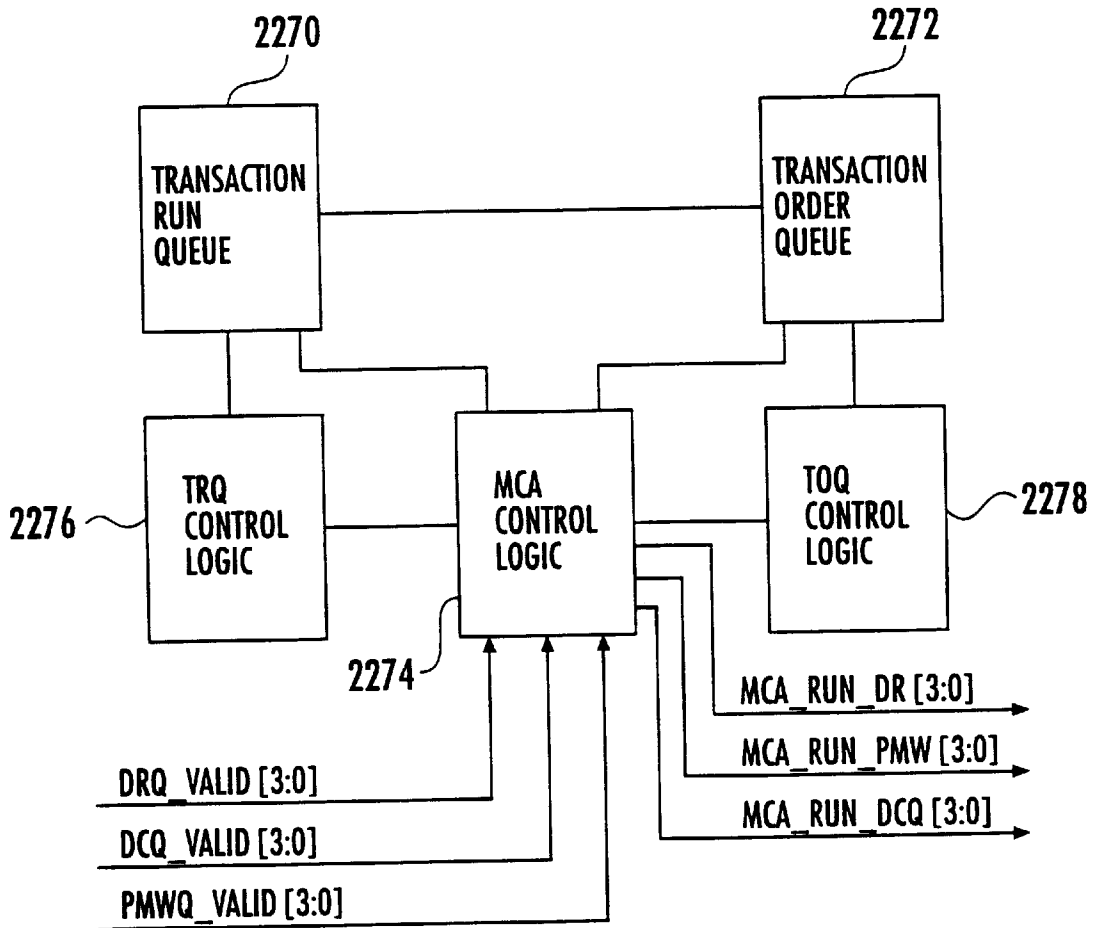 2270
2272
TRANSACTION
RUN
QUEUE
TRANSACTION
ORDER
QUEUE
2276
TRQ
CONTROL
LOGIC
MCA
CONTROL
LOGIC
TOQ
CONTROL
LOGIC
2278
2274
MCA_RUN_DR [3:0]
MCA_RUN_PMW [3:0]
MCA_RUN_DCQ [3:0]
DRQ_VALID [3:0]
DCQ_VALID [3:0]
PMWQ_VALID [3:0]